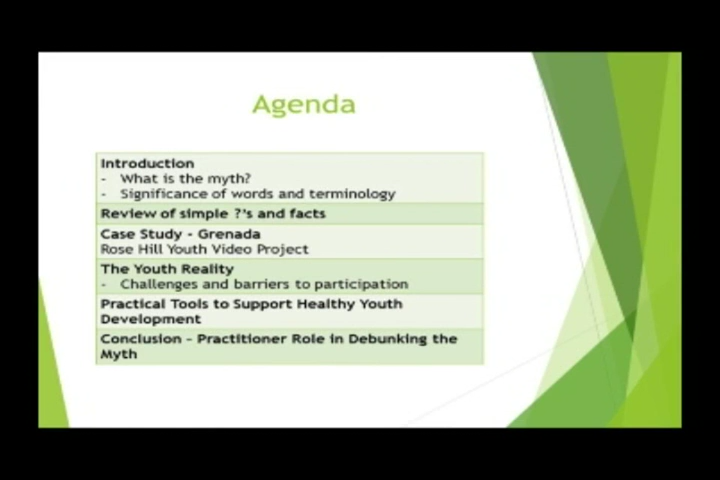 Agenda
Introduction
- What is the myth?
- Significance of words and terminology
Review of simple ?'s and facts
Case Study - Grenada
Rose Hill Youth Video Project
The Youth Reality
- Challenges and barriers to participation
Practical Tools to Support Healthy Youth
Development
Conclusion – Practitioner Role in Debunking the
Myth